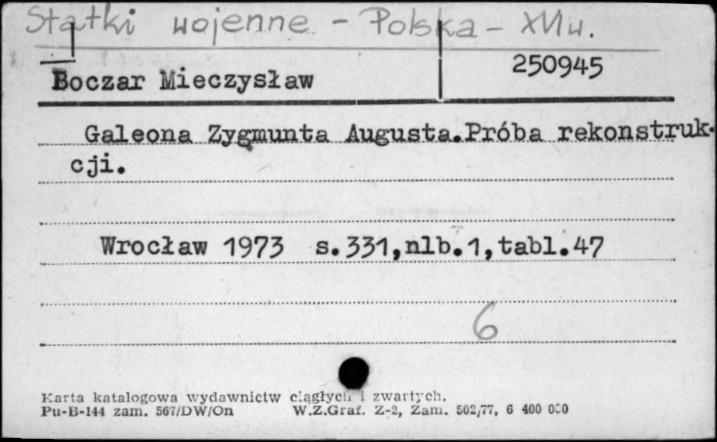 Statki wojenne - Polska - XVI w.
250945
Boczar Mieczysław
Galeona Zygmunta Augusta.Próba rekonstruk-
cji.
Wrocław 1973 s.331,nlb.1,tabl.47
6
Karta katalogowa wydawnictw ciągłych i zwartych.
Pu-B-144 zam. 567/DW/On W.Z.Graf. Z-2, Zam. 502/77, 6 400 000